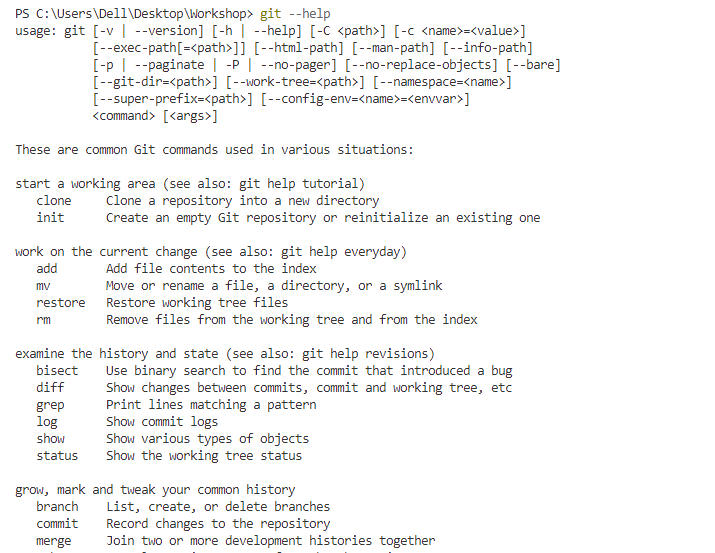 PS C:\Users\Dell\Desktop\Workshop> git --help
usage: git [-v | --version] [-h | --help] [-C <path>] [-c <name>=<value>]
           [--exec-path[=<path>]] [--html-path] [--man-path] [--info-path]
           [-p | --paginate | -P | --no-pager] [--no-replace-objects] [--bare]
           [--git-dir=<path>] [--work-tree=<path>] [--namespace=<name>]
           [--super-prefix=<path>] [--config-env=<name>=<envvar>]
           <command> [<args>]

These are common Git commands used in various situations:

start a working area (see also: git help tutorial)
   clone     Clone a repository into a new directory
   init      Create an empty Git repository or reinitialize an existing one

work on the current change (see also: git help everyday)
   add       Add file contents to the index
   mv        Move or rename a file, a directory, or a symlink
   restore   Restore working tree files
   rm        Remove files from the working tree and from the index

examine the history and state (see also: git help revisions)
   bisect    Use binary search to find the commit that introduced a bug
   diff      Show changes between commits, commit and working tree, etc
   grep      Print lines matching a pattern
   log       Show commit logs
   show      Show various types of objects
   status    Show the working tree status

grow, mark and tweak your common history
   branch    List, create, or delete branches
   commit    Record changes to the repository
   merge     Join two or more development histories together